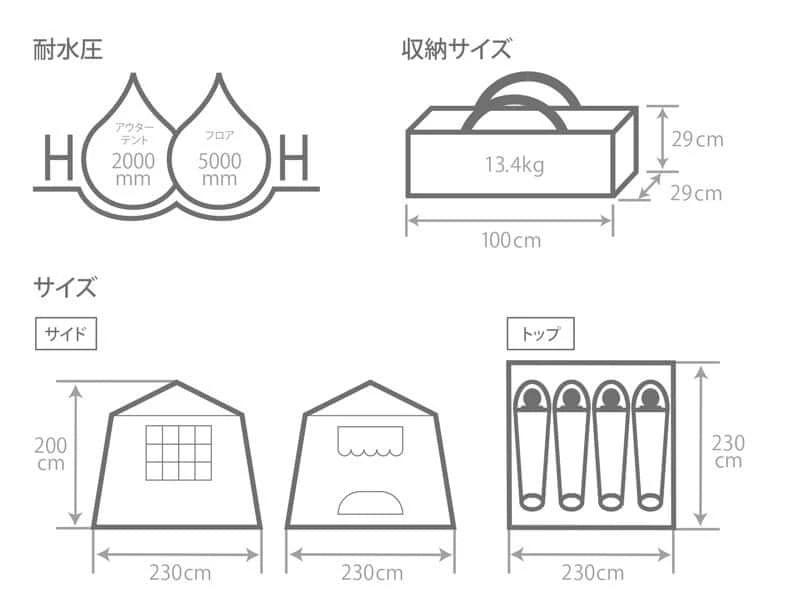 耐水圧
アウター
テント
2000
mm
フロア
5000
mm
H
H
収納サイズ
13.4kg
29cm
29cm
100cm
サイズ
サイド
200
cm
230cm
230cm
トップ
230
cm
230cm